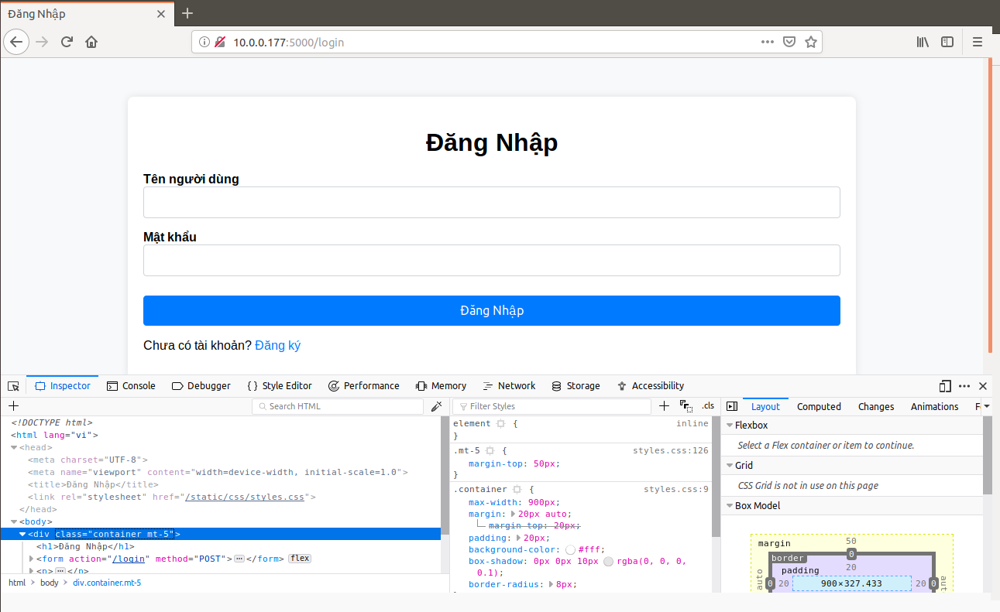 Đăng Nhập
10.0.0.177:5000/login
Đăng Nhập
Tên người dùng
Mật khẩu
Đăng Nhập
Chưa có tài khoản? Đăng ký
Inspector Console Debugger { } Style Editor Performance Memory Network Storage Accessibility
Search HTML
<!DOCTYPE html>
<html lang="vi">
<head>
<meta charset="UTF-8">
<meta name="viewport" content="width=device-width, initial-scale=1.0">
<title>Đăng Nhập</title>
<link rel="stylesheet" href="/static/css/styles.css">
</head>
<body>
<div class="container mt-5">
<h1>Đăng Nhập</h1>
<form action="/login" method="POST"></form> flex
<p></p>
html > body > div.container.mt-5
Filter Styles + .cls
element { inline
}
.mt-5 { styles.css:126
margin-top: 50px;
}
.container { styles.css:9
max-width: 900px;
margin: 20px auto;
margin-top: 20px;
padding: 20px;
background-color: #fff;
box-shadow: 0px 0px 10px rgba(0, 0, 0,
0.1);
border-radius: 8px;
Layout Computed Changes Animations
Flexbox
Select a Flex container or item to continue.
Grid
CSS Grid is not in use on this page
Box Model
margin 50
border 0
padding 20
auto 0 20 900×327.433 20 0